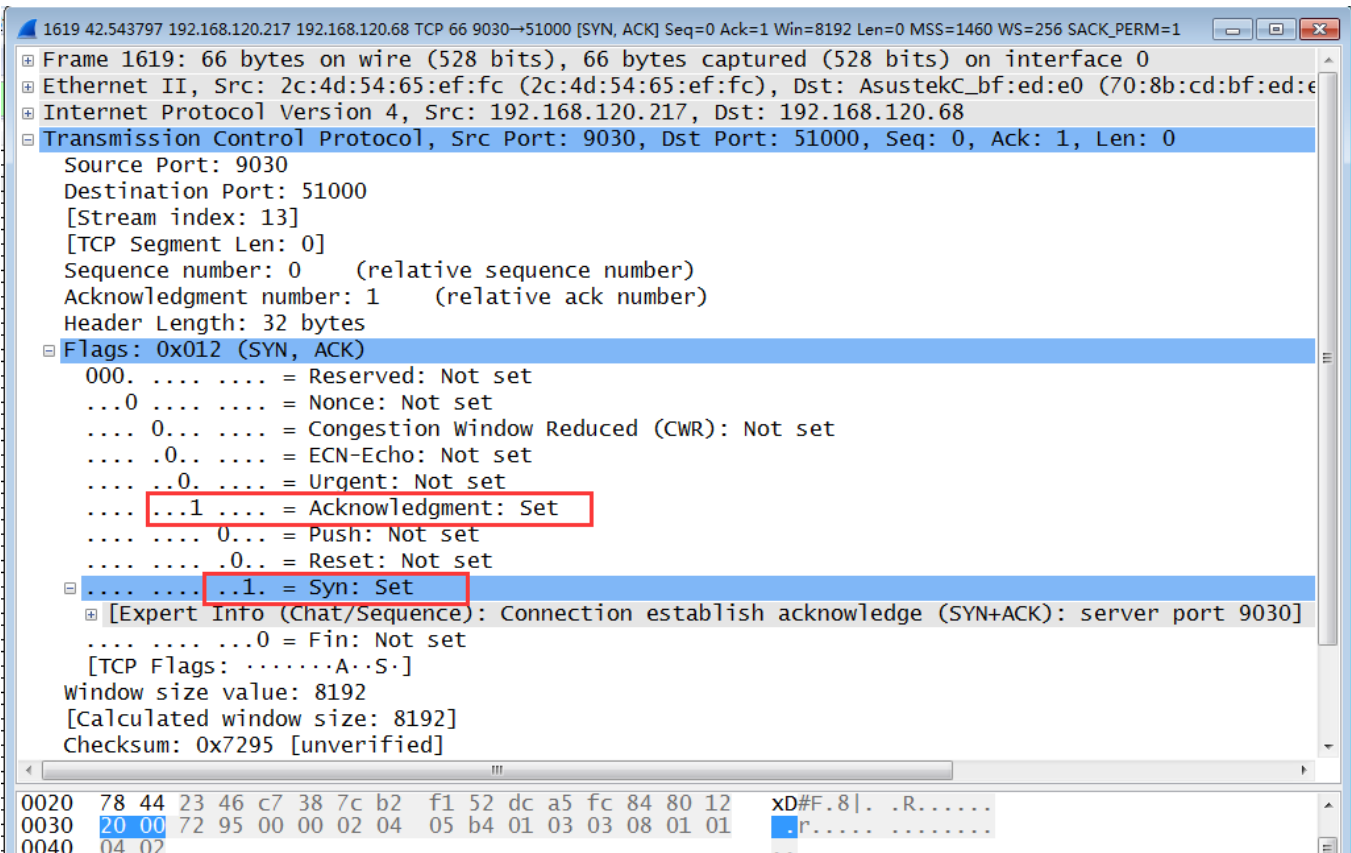 1619 42.543797 192.168.120.217 192.168.120.68 TCP 66 9030→51000 [SYN, ACK] Seq=0 Ack=1 Win=8192 Len=0 MSS=1460 WS=256 SACK_PERM=1
Frame 1619: 66 bytes on wire (528 bits), 66 bytes captured (528 bits) on interface 0
Ethernet II, Src: 2c:4d:54:65:ef:fc (2c:4d:54:65:ef:fc), Dst: AsustekC_bf:ed:e0 (70:8b:cd:bf:ed:e
Internet Protocol Version 4, Src: 192.168.120.217, Dst: 192.168.120.68
Transmission Control Protocol, Src Port: 9030, Dst Port: 51000, Seq: 0, Ack: 1, Len: 0
Source Port: 9030
Destination Port: 51000
[Stream index: 13]
[TCP Segment Len: 0]
Sequence number: 0    (relative sequence number)
Acknowledgment number: 1    (relative ack number)
Header Length: 32 bytes
Flags: 0x012 (SYN, ACK)
000. .... .... = Reserved: Not set
...0 .... .... = Nonce: Not set
.... 0... .... = Congestion Window Reduced (CWR): Not set
.... .0.. .... = ECN-Echo: Not set
.... ..0. .... = Urgent: Not set
.... ...1 .... = Acknowledgment: Set
.... .... 0... = Push: Not set
.... .... .0.. = Reset: Not set
.... .... ..1. = Syn: Set
[Expert Info (Chat/Sequence): Connection establish acknowledge (SYN+ACK): server port 9030]
.... .... ...0 = Fin: Not set
[TCP Flags: ·······A··S·]
Window size value: 8192
[Calculated window size: 8192]
Checksum: 0x7295 [unverified]
0020 78 44 23 46 c7 38 7c b2 f1 52 dc a5 fc 84 80 12 xD#F.8|. .R......
0030 20 00 72 95 00 00 02 04 05 b4 01 03 03 08 01 01 .r..... ........
0040 04 02 ..